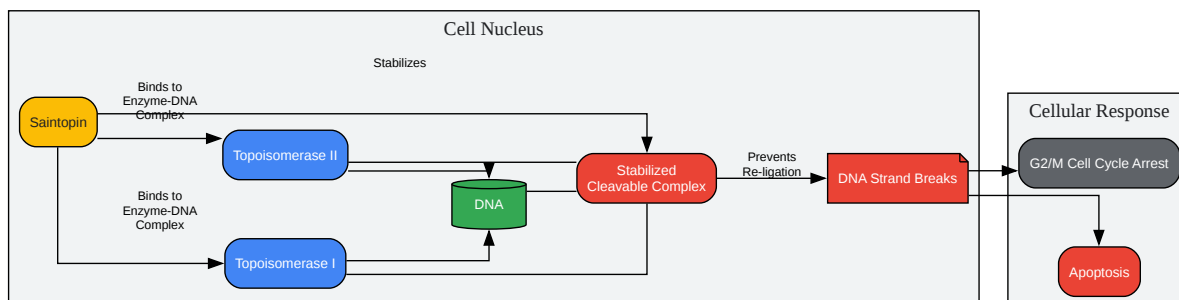 Cell Nucleus
Stabilizes
Binds to
Enzyme-DNA
Complex
Saintopin
Topoisomerase II
Stabilized
Cleavable Complex
Prevents
Re-ligation
DNA Strand Breaks
Cellular Response
G2/M Cell Cycle Arrest
DNA
Binds to
Enzyme-DNA
Complex
Topoisomerase I
Apoptosis